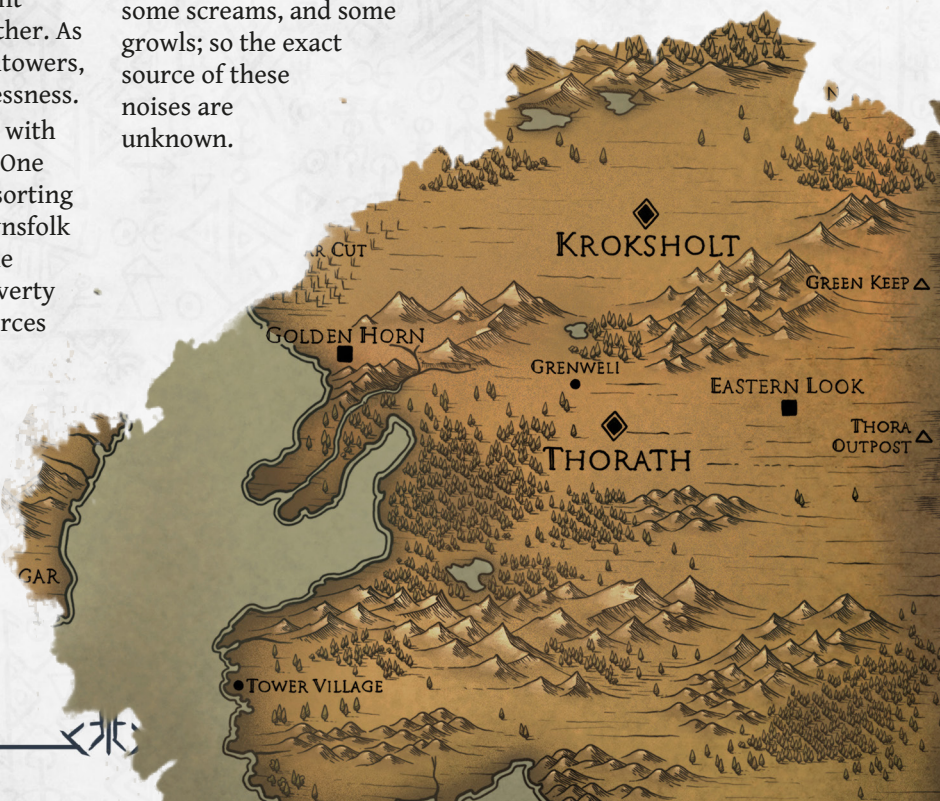 ther. As
towers,
essness.
with
One
sorting
nsfolk
e
verty
rces
some screams, and some
growls; so the exact
source of these
noises are
unknown.
N
R CUT
KROKSHOLT
GREEN KEEP
GOLDEN HORN
GRENWELL
EASTERN LOOK
THORA
OUTPOST
THORATH
GAR
TOWER VILLAGE